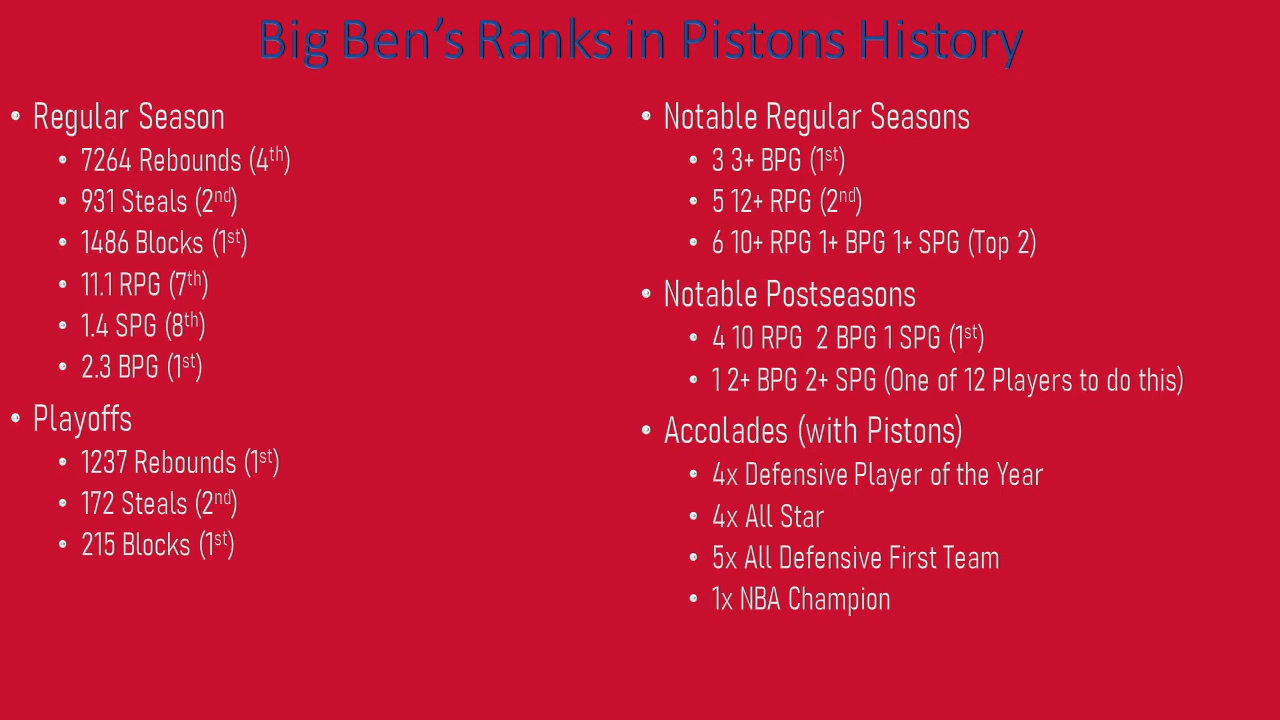 Big Ben's Ranks in Pistons History
• Regular Season
• 7264 Rebounds (4th)
• 931 Steals (2nd)
• 1486 Blocks (1st)
• 11.1 RPG (7th)
• 1.4 SPG (8th)
• 2.3 BPG (1st)
• Playoffs
• 1237 Rebounds (1st)
• 172 Steals (2nd)
• 215 Blocks (1st)
• Notable Regular Seasons
• 3 3+ BPG (1st)
• 5 12+ RPG (2nd)
• 6 10+ RPG 1+ BPG 1+ SPG (Top 2)
• Notable Postseasons
• 4 10 RPG  2 BPG 1 SPG (1st)
• 1 2+ BPG 2+ SPG (One of 12 Players to do this)
• Accolades (with Pistons)
• 4x Defensive Player of the Year
• 4x All Star
• 5x All Defensive First Team
• 1x NBA Champion